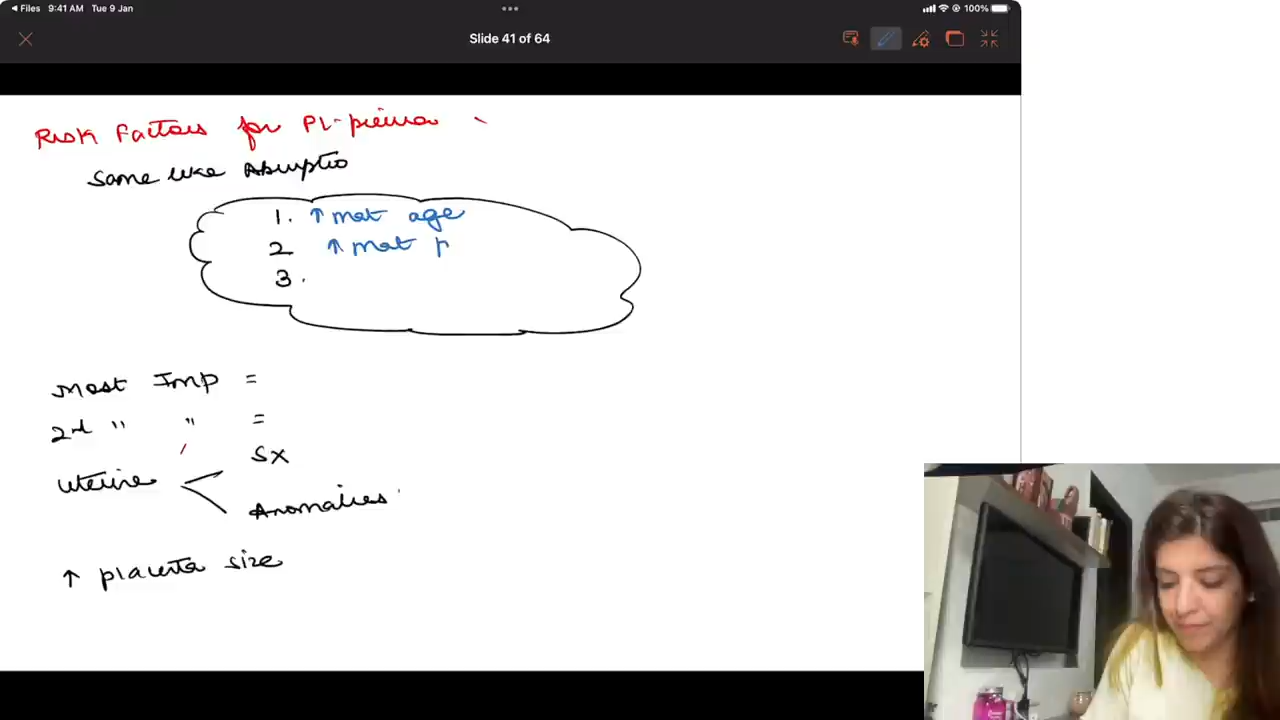 Files 9:41 AM Tue 9 Jan 100%
Slide 41 of 64
Risk Factors for Pl. previa
Same like Abruptio
1. ↑ mat age
2 ↑ mat p
3.
Most Imp =
2nd " " =
uterine < Sx
Anomalies
↑ placenta size